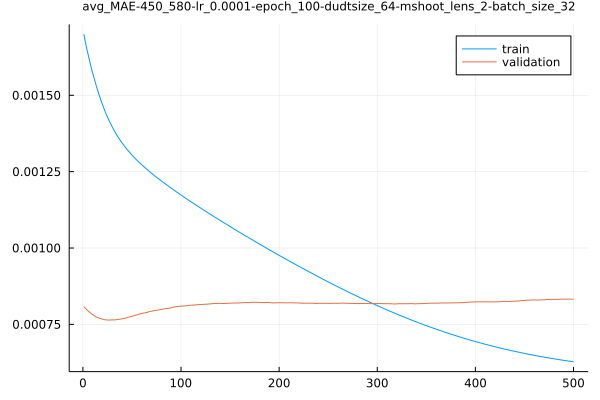 avg_MAE-450_580-lr_0.0001-epoch_100-dudtsize_64-mshoot_lens_2-batch_size_32
train
validation
0.00150
0.00125
0.00100
0.00075
0 100 200 300 400 500